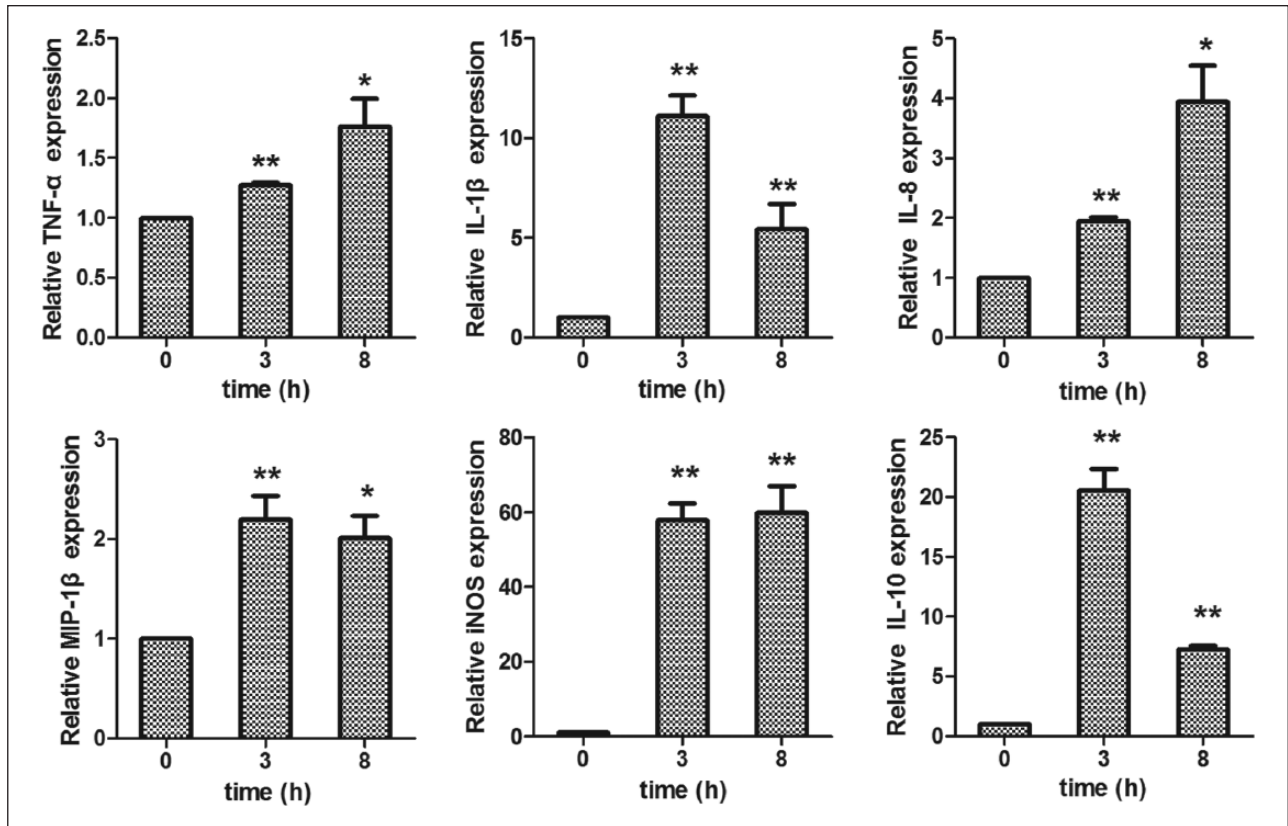 Relative TNF-α expression
2.5
2.0
1.5
1.0
0.5
0.0
**
*
0 3 8
time (h)
Relative IL-1β expression
15
10
5
0
**
**
0 3 8
time (h)
Relative IL-8 expression
5
4
3
2
1
0
**
*
0 3 8
time (h)
Relative MIP-1β expression
3
2
1
0
**
*
0 3 8
time (h)
Relative iNOS expression
80
60
40
20
0
**
**
0 3 8
time (h)
Relative IL-10 expression
25
20
15
10
5
0
**
**
0 3 8
time (h)